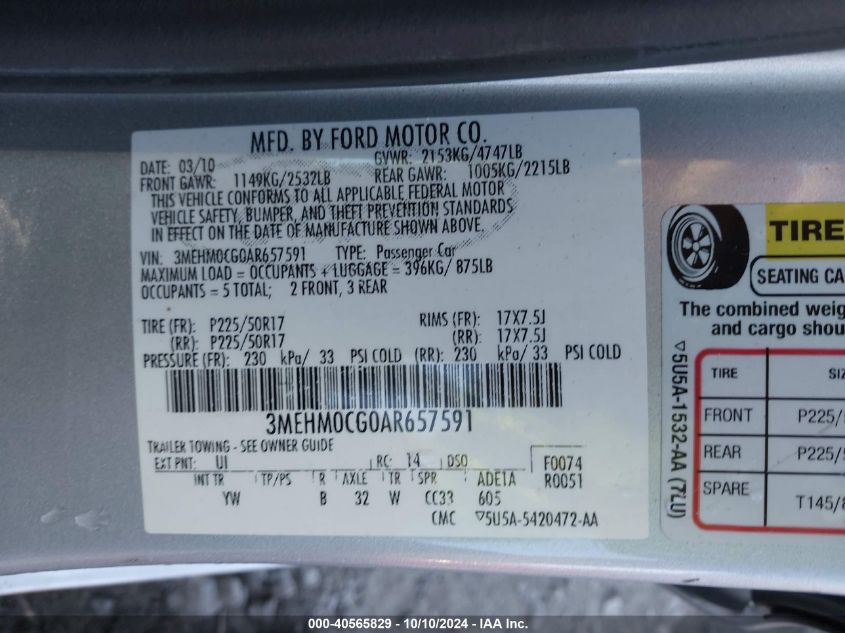 MFD. BY FORD MOTOR CO.
DATE: 03/10 GVWR: 2153KG/4747LB
FRONT GAWR: 1149KG/2532LB REAR GAWR: 1005KG/2215LB
THIS VEHICLE CONFORMS TO ALL APPLICABLE FEDERAL MOTOR
VEHICLE SAFETY, BUMPER, AND THEFT PREVENTION STANDARDS
IN EFFECT ON THE DATE OF MANUFACTURE SHOWN ABOVE.
VIN: 3MEHM0CG0AR657591 TYPE: Passenger Car
MAXIMUM LOAD = OCCUPANTS + LUGGAGE = 396KG/ 875LB
OCCUPANTS = 5 TOTAL; 2 FRONT, 3 REAR
TIRE (FR): P225/50R17 RIMS (FR): 17X7.5J
(RR): P225/50R17 (RR): 17X7.5J
PRESSURE (FR): 230 kPa/ 33 PSI COLD (RR): 230 kPa/ 33 PSI COLD
3MEHM0CG0AR657591
TRAILER TOWING - SEE OWNER GUIDE
EXT PNT: UI RC: 14 DSO F0074
INT TR TP/PS R AXLE TR SPR ADE1A R0051
YW B 32 W CC33 605
CMC ▽5U5A-5420472-AA
TIRE
SEATING CA
The combined weig
and cargo shou
TIRE SIZ
FRONT P225/5
REAR P225/5
SPARE T145/8
▽5U5A-1532-AA (7LU)
000-40565829 - 10/10/2024 - IAA Inc.